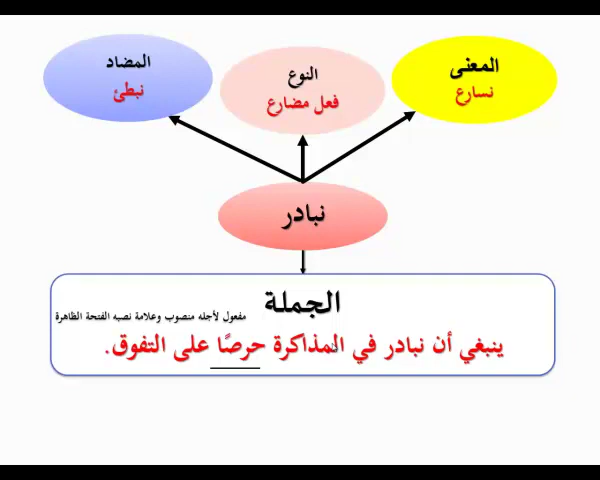 المعنى
نسارع
النوع
فعل مضارع
المضاد
نبطئ
نبادر
الجملة
مفعول لأجله منصوب وعلامة نصبه الفتحة الظاهرة
ينبغي أن نبادر في المذاكرة حرصًا على التفوق.